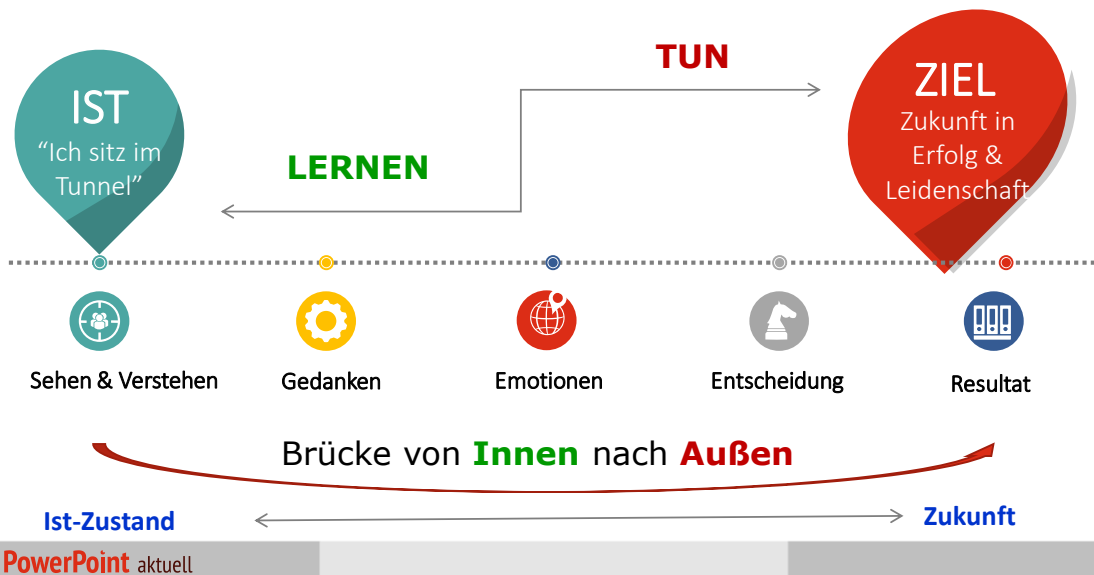 IST
“Ich sitz im
Tunnel”
LERNEN
TUN
ZIEL
Zukunft in
Erfolg &
Leidenschaft
Sehen & Verstehen
Gedanken
Emotionen
Entscheidung
Resultat
Brücke von Innen nach Außen
Ist-Zustand
Zukunft
PowerPoint aktuell